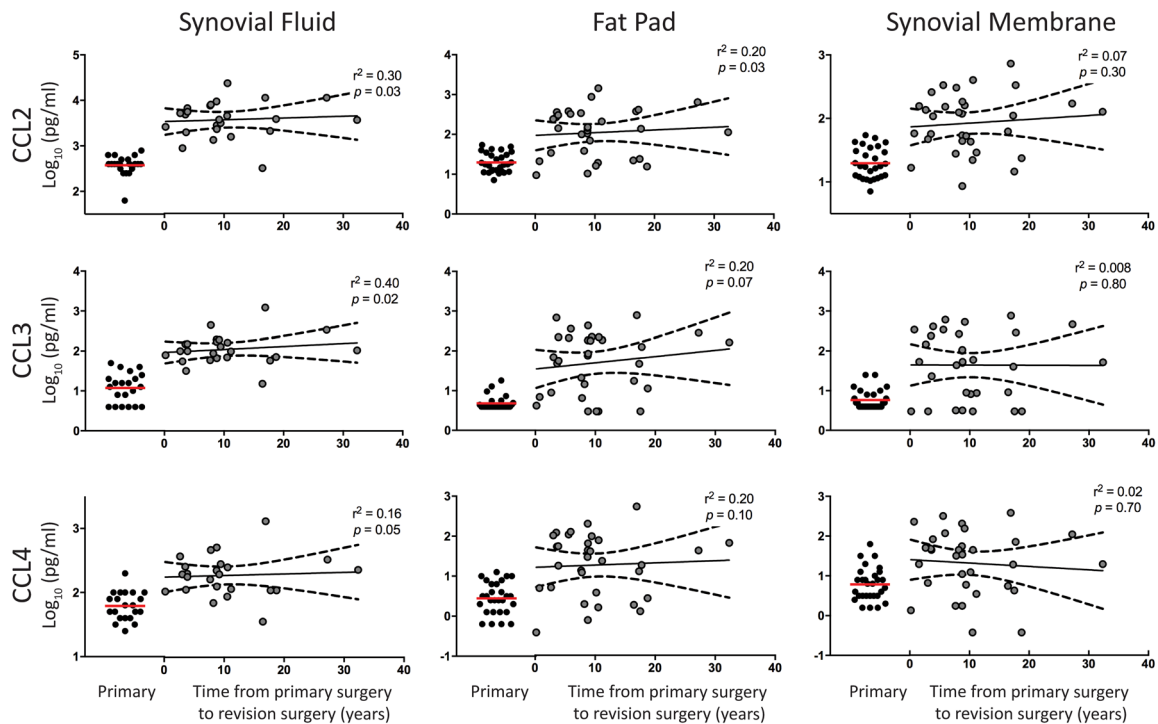 Synovial Fluid
Fat Pad
Synovial Membrane
CCL2
Log10 (pg/ml)
5
4
3
2
0
10
20
30
40
r2 = 0.30
p = 0.03
4
3
2
1
0
0
10
20
30
40
r2 = 0.20
p = 0.03
3
2
1
0
10
20
30
40
r2 = 0.07
p = 0.30
CCL3
Log10 (pg/ml)
4
3
2
1
0
0
10
20
30
40
r2 = 0.40
p = 0.02
4
3
2
1
0
0
10
20
30
40
r2 = 0.20
p = 0.07
4
3
2
1
0
0
10
20
30
40
r2 = 0.008
p = 0.80
CCL4
Log10 (pg/ml)
3
2
1
0
10
20
30
40
r2 = 0.16
p = 0.05
3
2
1
0
-1
0
10
20
30
40
r2 = 0.20
p = 0.10
3
2
1
0
-1
0
10
20
30
40
r2 = 0.02
p = 0.70
Primary
Time from primary surgery
to revision surgery (years)
Primary
Time from primary surgery
to revision surgery (years)
Primary
Time from primary surgery
to revision surgery (years)